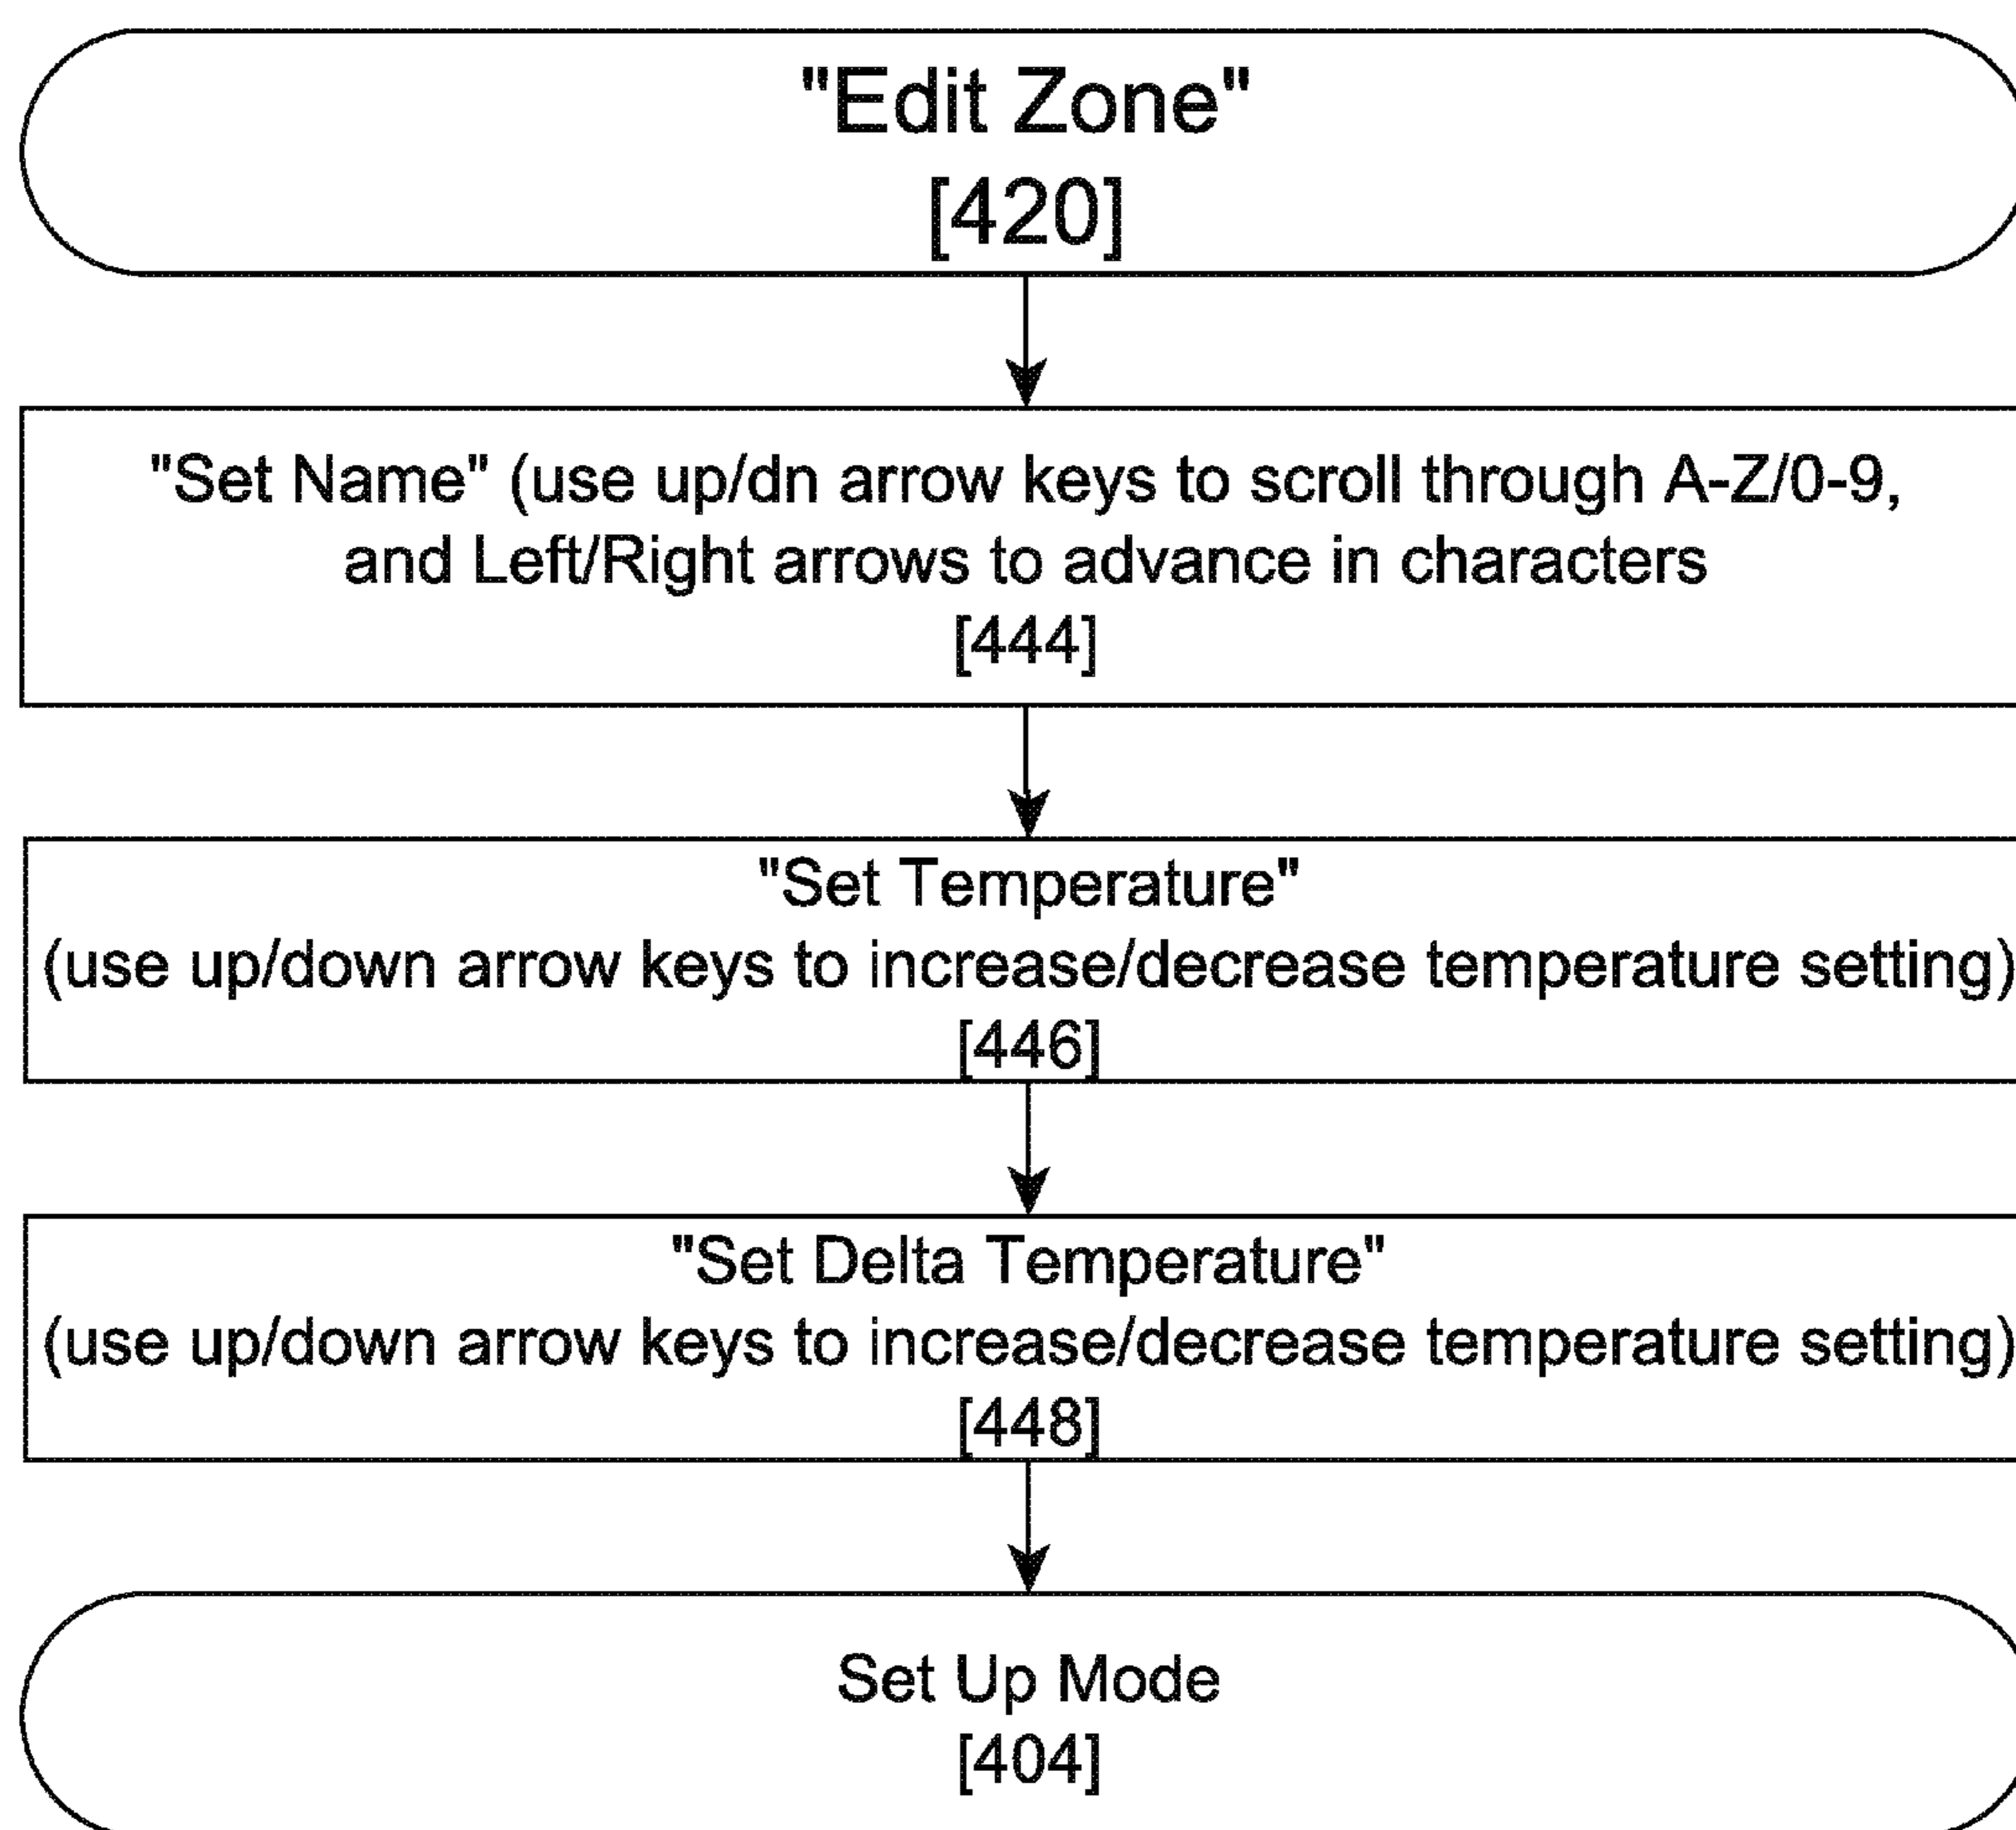 "Edit Zone"
[420]
"Set Name" (use up/dn arrow keys to scroll through A-Z/0-9,
and Left/Right arrows to advance in characters
[444]
"Set Temperature"
(use up/down arrow keys to increase/decrease temperature setting)
[446]
"Set Delta Temperature"
(use up/down arrow keys to increase/decrease temperature setting)
[448]
Set Up Mode
[404]